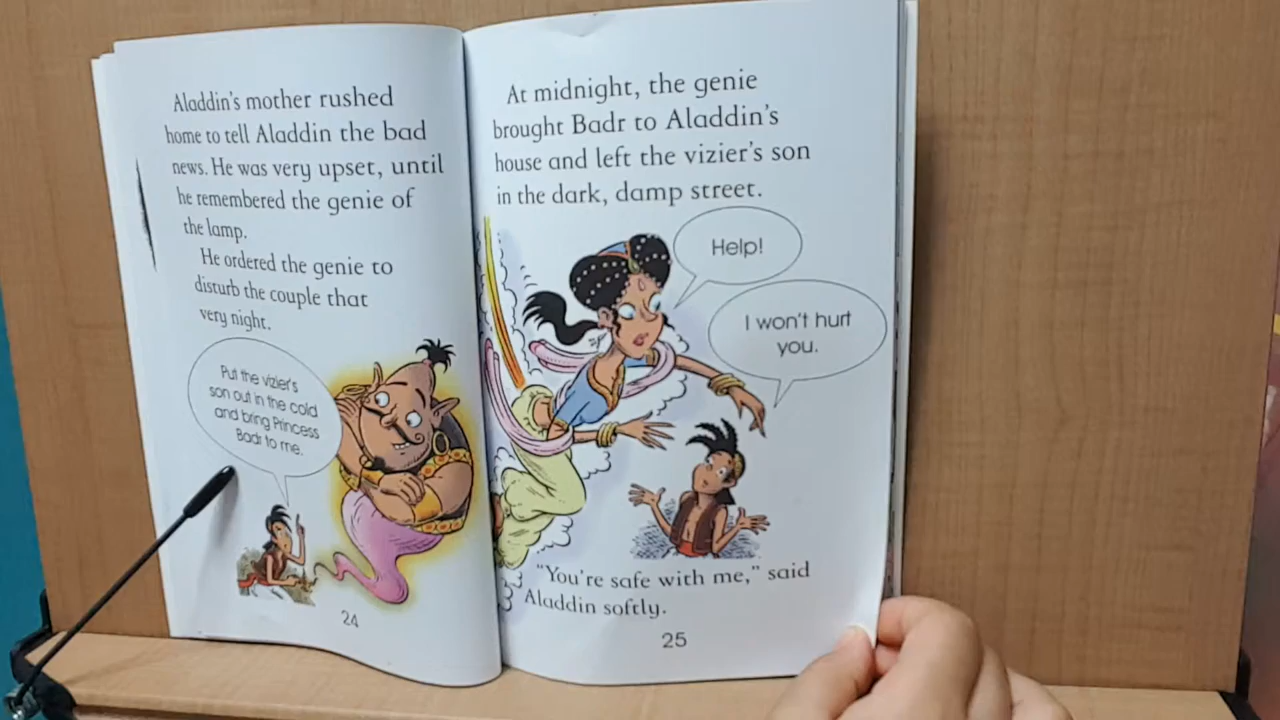 Aladdin's mother rushed
home to tell Aladdin the bad
news. He was very upset, until
he remembered the genie of
the lamp.
He ordered the genie to
disturb the couple that
very night.
Put the vizier's
son out in the cold
and bring Princess
Badr to me.
24
At midnight, the genie
brought Badr to Aladdin's
house and left the vizier's son
in the dark, damp street.
Help!
I won't hurt
you.
"You're safe with me," said
Aladdin softly.
25